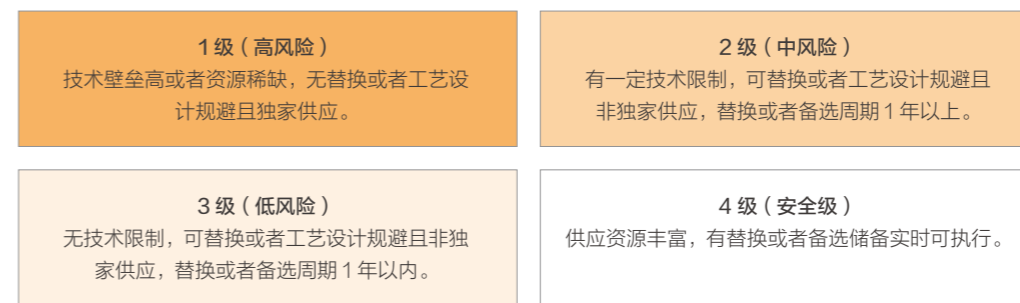 1 级（高风险）
技术壁垒高或者资源稀缺，无替换或者工艺设
计规避且独家供应。
2 级（中风险）
有一定技术限制，可替换或者工艺设计规避且
非独家供应，替换或者备选周期 1 年以上。
3 级（低风险）
无技术限制，可替换或者工艺设计规避且非独
家供应，替换或者备选周期 1 年以内。
4 级（安全级）
供应资源丰富，有替换或者备选储备实时可执行。